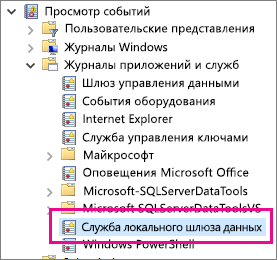 Просмотр событий
Пользовательские представления
Журналы Windows
Журналы приложений и служб
Шлюз управления данными
События оборудования
Internet Explorer
Служба управления ключами
Майкрософт
Оповещения Microsoft Office
Microsoft-SQLServerDataTools
Microsoft-SQLServerDataToolsVS
Служба локального шлюза данных
Windows PowerShell